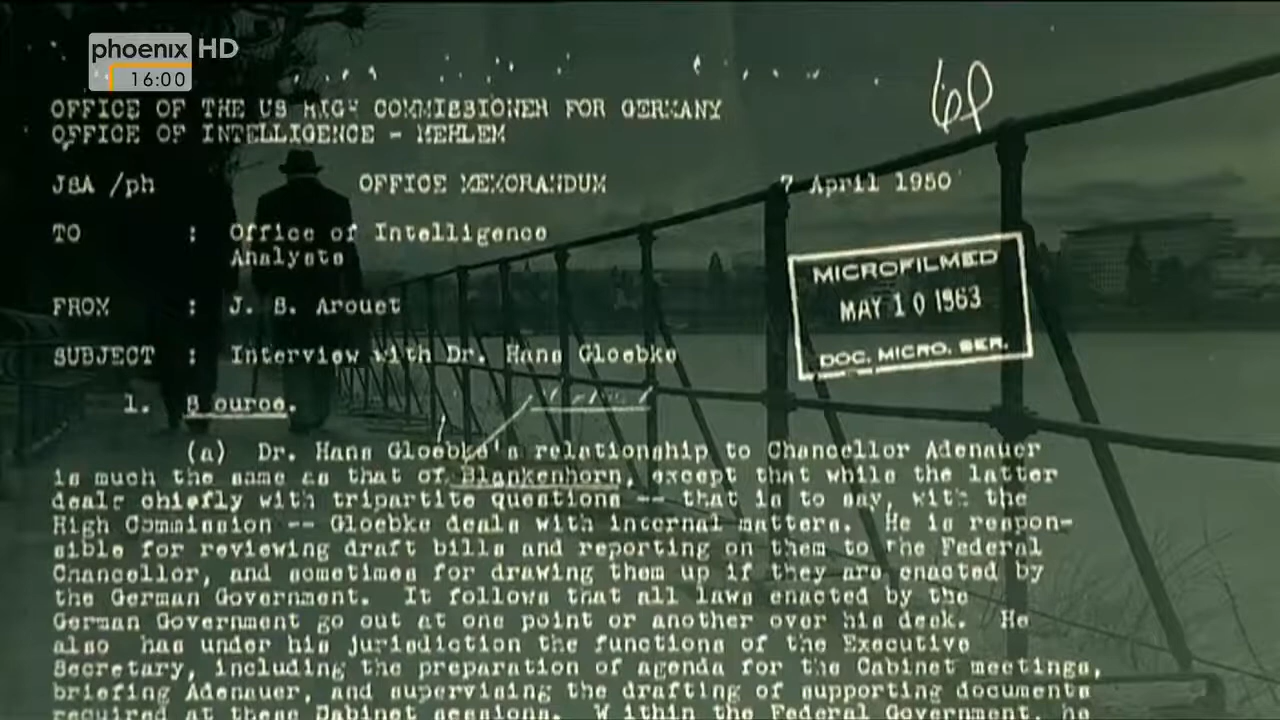 phoenix HD
16:00
60
OFFICE OF THE US HIGH COMMISSIONER FOR GERMANY
OFFICE OF INTELLIGENCE - MEHLEM
JSA /ph OFFICE MEMORANDUM 7 April 1950
TO : Office of Intelligence
Analysts
MICROFILMED
MAY 10 1963
DOC. MICRO. SER.
FROM : J. S. Arouet
SUBJECT : Interview with Dr. Hans Gloebke
1. S ource.
(a) Dr. Hans Gloebke's relationship to Chancellor Adenauer
is much the same as that of Blankenhorn, except that while the latter
deals chiefly with tripartite questions -- that is to say, with the
High Commission -- Gloebke deals with internal matters. He is respon-
sible for reviewing draft bills and reporting on them to the Federal
Chancellor, and sometimes for drawing them up if they are enacted by
the German Government. It follows that all laws enacted by the
German Government go out at one point or another over his desk. He
also has under his jurisdiction the functions of the Executive
Secretary, including the preparation of agenda for the Cabinet meetings,
briefing Adenauer, and supervising the drafting of supporting documents
required at these Cabinet sessions. W ithin the Federal Government, he